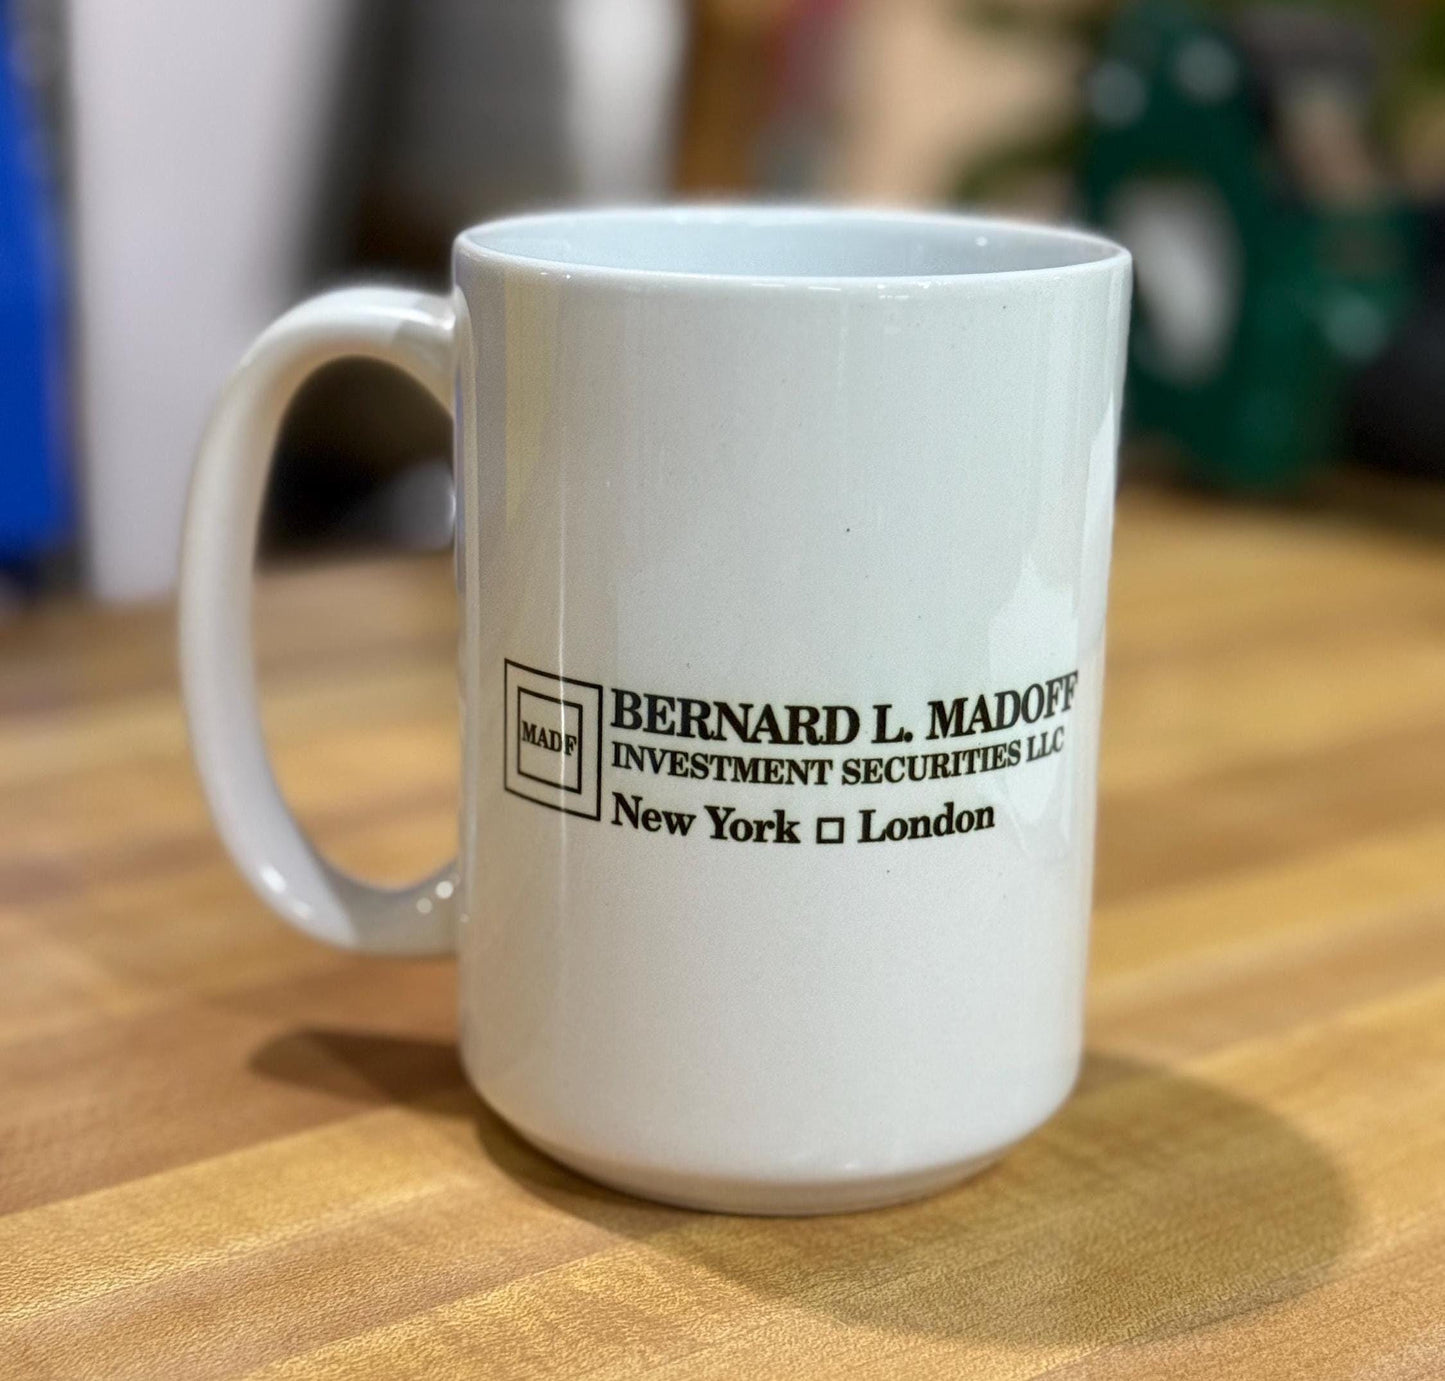 MADF
BERNARD L. MADOFF
INVESTMENT SECURITIES LLC
New York □ London